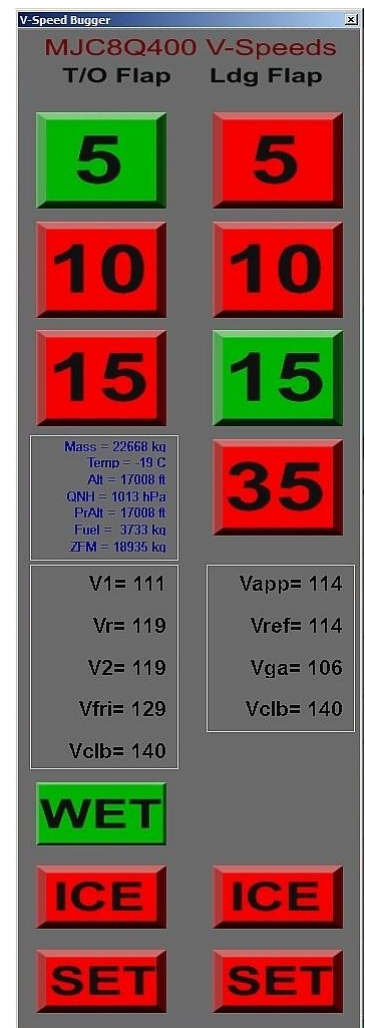 V-Speed Bugger
MJC8Q400 V-Speeds
T/O Flap Ldg Flap
5 5
10 10
15 15
35
Mass = 22668 kg
Temp = -19 C
Alt = 17008 ft
QNH = 1013 hPa
PrAlt = 17008 ft
Fuel = 3733 kg
ZFM = 18935 kg
V1= 111 Vapp= 114
Vr= 119 Vref= 114
V2= 119 Vga= 106
Vfri= 129 Vclb= 140
Vclb= 140
WET
ICE ICE
SET SET